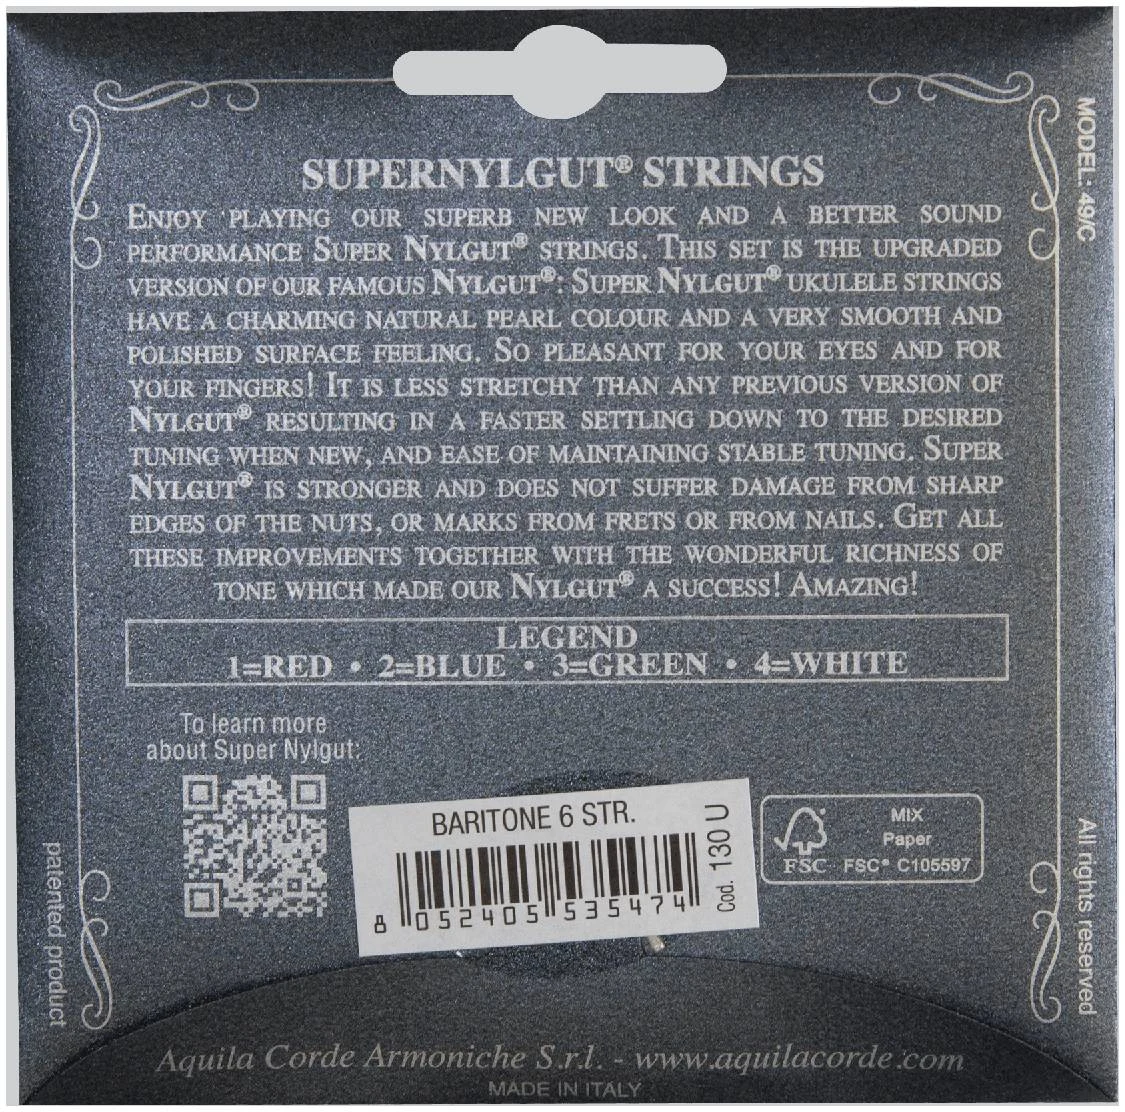 SUPERNYLGUT® STRINGS
ENJOY PLAYING OUR SUPERB NEW LOOK AND A BETTER SOUND
PERFORMANCE SUPER NYLGUT® STRINGS. THIS SET IS THE UPGRADED
VERSION OF OUR FAMOUS NYLGUT®: SUPER NYLGUT® UKULELE STRINGS
HAVE A CHARMING NATURAL PEARL COLOUR AND A VERY SMOOTH AND
POLISHED SURFACE FEELING. SO PLEASANT FOR YOUR EYES AND FOR
YOUR FINGERS! IT IS LESS STRETCHY THAN ANY PREVIOUS VERSION OF
NYLGUT® RESULTING IN A FASTER SETTLING DOWN TO THE DESIRED
TUNING WHEN NEW, AND EASE OF MAINTAINING STABLE TUNING. SUPER
NYLGUT® IS STRONGER AND DOES NOT SUFFER DAMAGE FROM SHARP
EDGES OF THE NUTS, OR MARKS FROM FRETS OR FROM NAILS. GET ALL
THESE IMPROVEMENTS TOGETHER WITH THE WONDERFUL RICHNESS OF
TONE WHICH MADE OUR NYLGUT® A SUCCESS! AMAZING!
LEGEND
1=RED • 2=BLUE • 3=GREEN • 4=WHITE
To learn more
about Super Nylgut:
BARITONE 6 STR.
8 052405 535474
Cod. 130 U
MIX
Paper
FSC FSC® C105597
MODEL: 49/C
All rights reserved
patented product
Aquila Corde Armoniche S.r.l. - www.aquilacorde.com
MADE IN ITALY